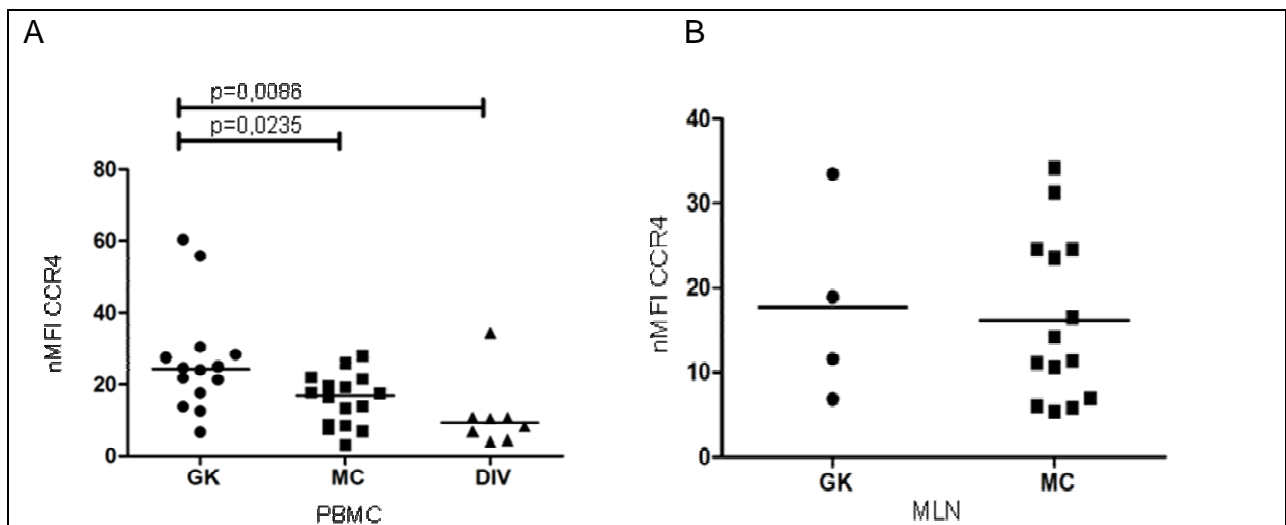 A
p=0,0086
p=0,0235
80
60
40
20
0
nMFI CCR4
GK MC DIV
PBMC
B
40
30
20
10
0
nMFI CCR4
GK MC
MLN